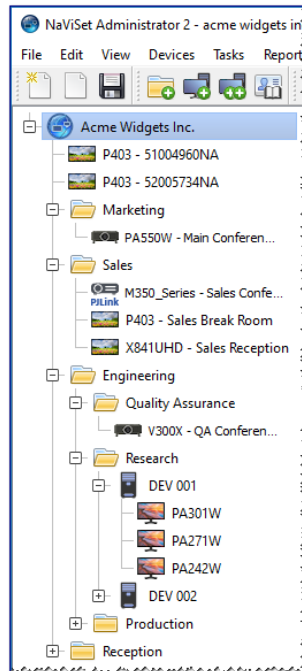 NaViSet Administrator 2 - acme widgets in
File Edit View Devices Tasks Report
Acme Widgets Inc.
P403 - 51004960NA
P403 - 52005734NA
Marketing
PA550W - Main Conferen...
Sales
PJLink M350_Series - Sales Confe...
P403 - Sales Break Room
X841UHD - Sales Reception
Engineering
Quality Assurance
V300X - QA Conferen...
Research
DEV 001
PA301W
PA271W
PA242W
DEV 002
Production
Reception